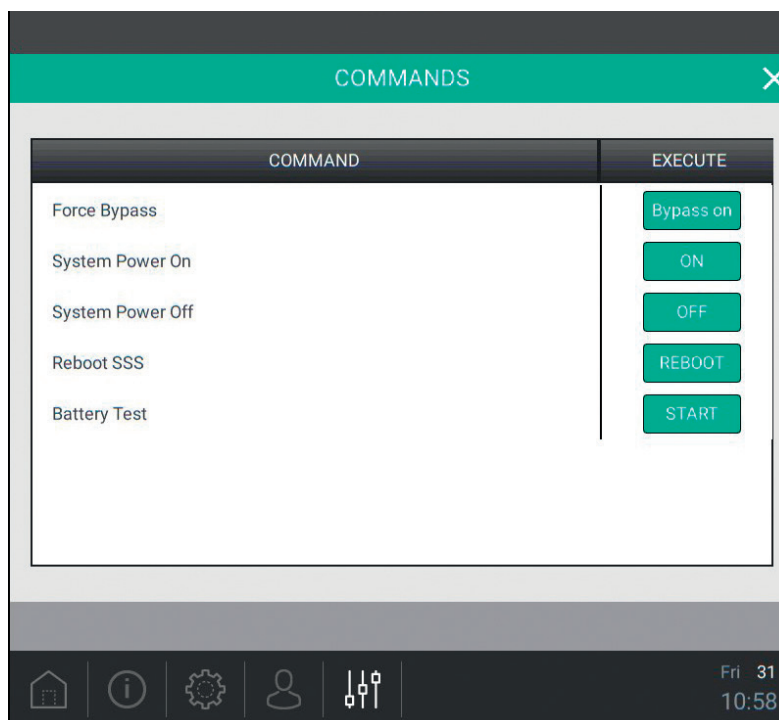 COMMANDS
COMMAND EXECUTE
Force Bypass Bypass on
System Power On ON
System Power Off OFF
Reboot SSS REBOOT
Battery Test START
Fri 31
10:58